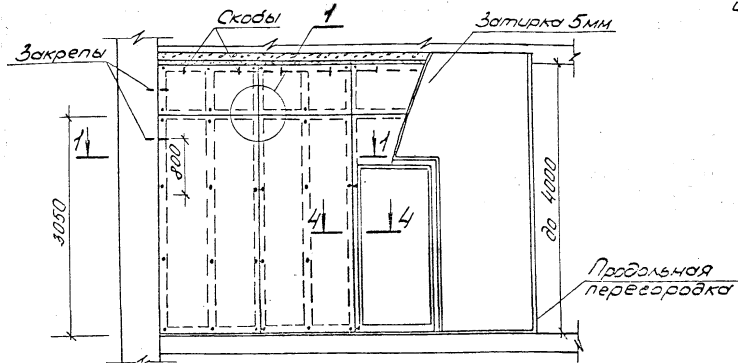 Скобы
1
Затирка 5мм
Закрепы
1
1
800
3050
4
4
до 4000
Продольная
перегородка